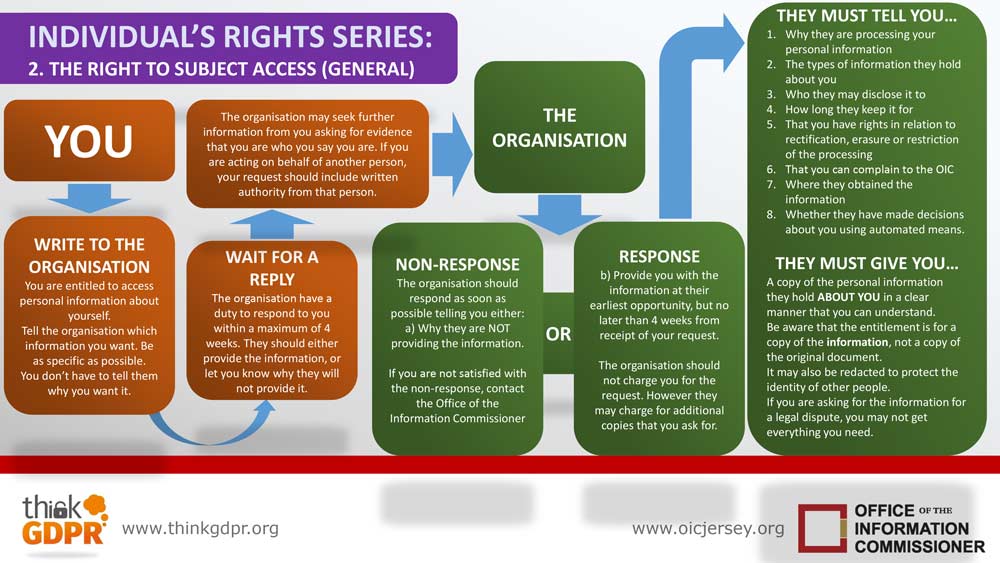 INDIVIDUAL'S RIGHTS SERIES:
2. THE RIGHT TO SUBJECT ACCESS (GENERAL)
YOU
WRITE TO THE
ORGANISATION
You are entitled to access
personal information about
yourself.
Tell the organisation which
information you want. Be
as specific as possible.
You don't have to tell them
why you want it.
WAIT FOR A
REPLY
The organisation have a
duty to respond to you
within a maximum of 4
weeks. They should either
provide the information, or
let you know why they will
not provide it.
The organisation may seek further
information from you asking for evidence
that you are who you say you are. If you
are acting on behalf of another person,
your request should include written
authority from that person.
THE
ORGANISATION
NON-RESPONSE
The organisation should
respond as soon as
possible telling you either:
a) Why they are NOT
providing the information.
If you are not satisfied with
the non-response, contact
the Office of the
Information Commissioner
OR
RESPONSE
b) Provide you with the
information at their
earliest opportunity, but no
later than 4 weeks from
receipt of your request.
The organisation should
not charge you for the
request. However they
may charge for additional
copies that you ask for.
THEY MUST TELL YOU...
1. Why they are processing your
personal information
2. The types of information they hold
about you
3. Who they may disclose it to
4. How long they keep it for
5. That you have rights in relation to
rectification, erasure or restriction
of the processing
6. That you can complain to the OIC
7. Where they obtained the
information
8. Whether they have made decisions
about you using automated means.
THEY MUST GIVE YOU...
A copy of the personal information
they hold ABOUT YOU in a clear
manner that you can understand.
Be aware that the entitlement is for a
copy of the information, not a copy of
the original document.
It may also be redacted to protect the
identity of other people.
If you are asking for the information for
a legal dispute, you may not get
everything you need.
think
GDPR
www.thinkgdpr.org
www.oicjersey.org
OFFICE OF THE
INFORMATION
COMMISSIONER